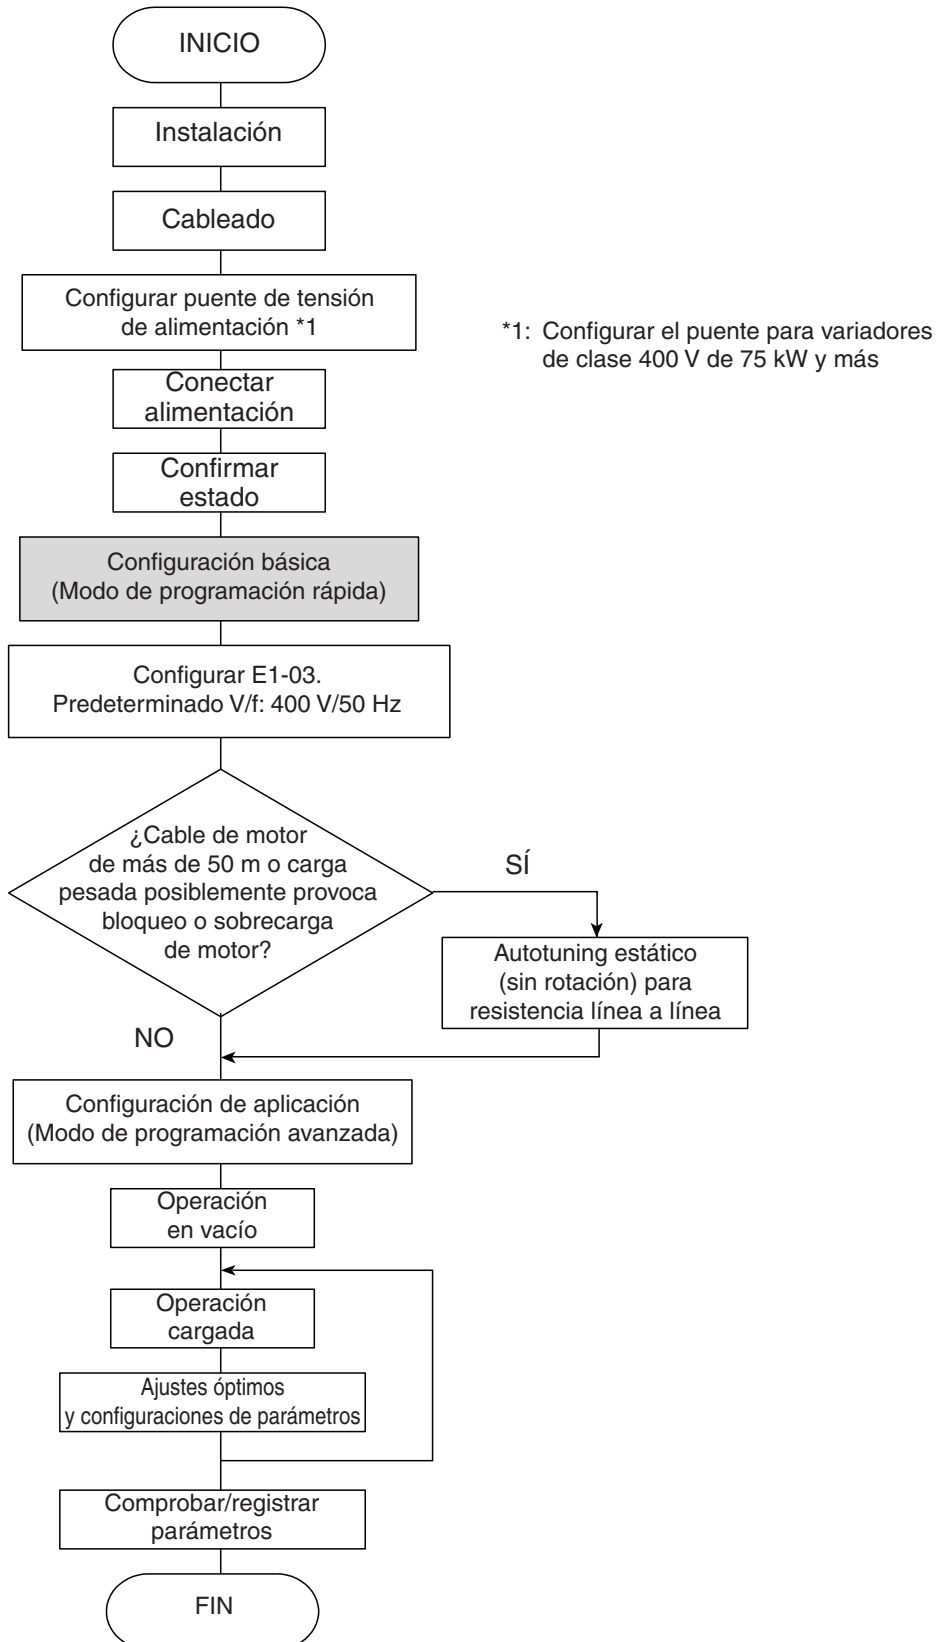 INICIO
Instalación
Cableado
Configurar puente de tensión
de alimentación *1
*1: Configurar el puente para variadores
de clase 400 V de 75 kW y más
Conectar
alimentación
Confirmar
estado
Configuración básica
(Modo de programación rápida)
Configurar E1-03.
Predeterminado V/f: 400 V/50 Hz
¿Cable de motor
de más de 50 m o carga
pesada posiblemente provoca
bloqueo o sobrecarga
de motor?
SÍ
Autotuning estático
(sin rotación) para
resistencia línea a línea
NO
Configuración de aplicación
(Modo de programación avanzada)
Operación
en vacío
Operación
cargada
Ajustes óptimos
y configuraciones de parámetros
Comprobar/registrar
parámetros
FIN